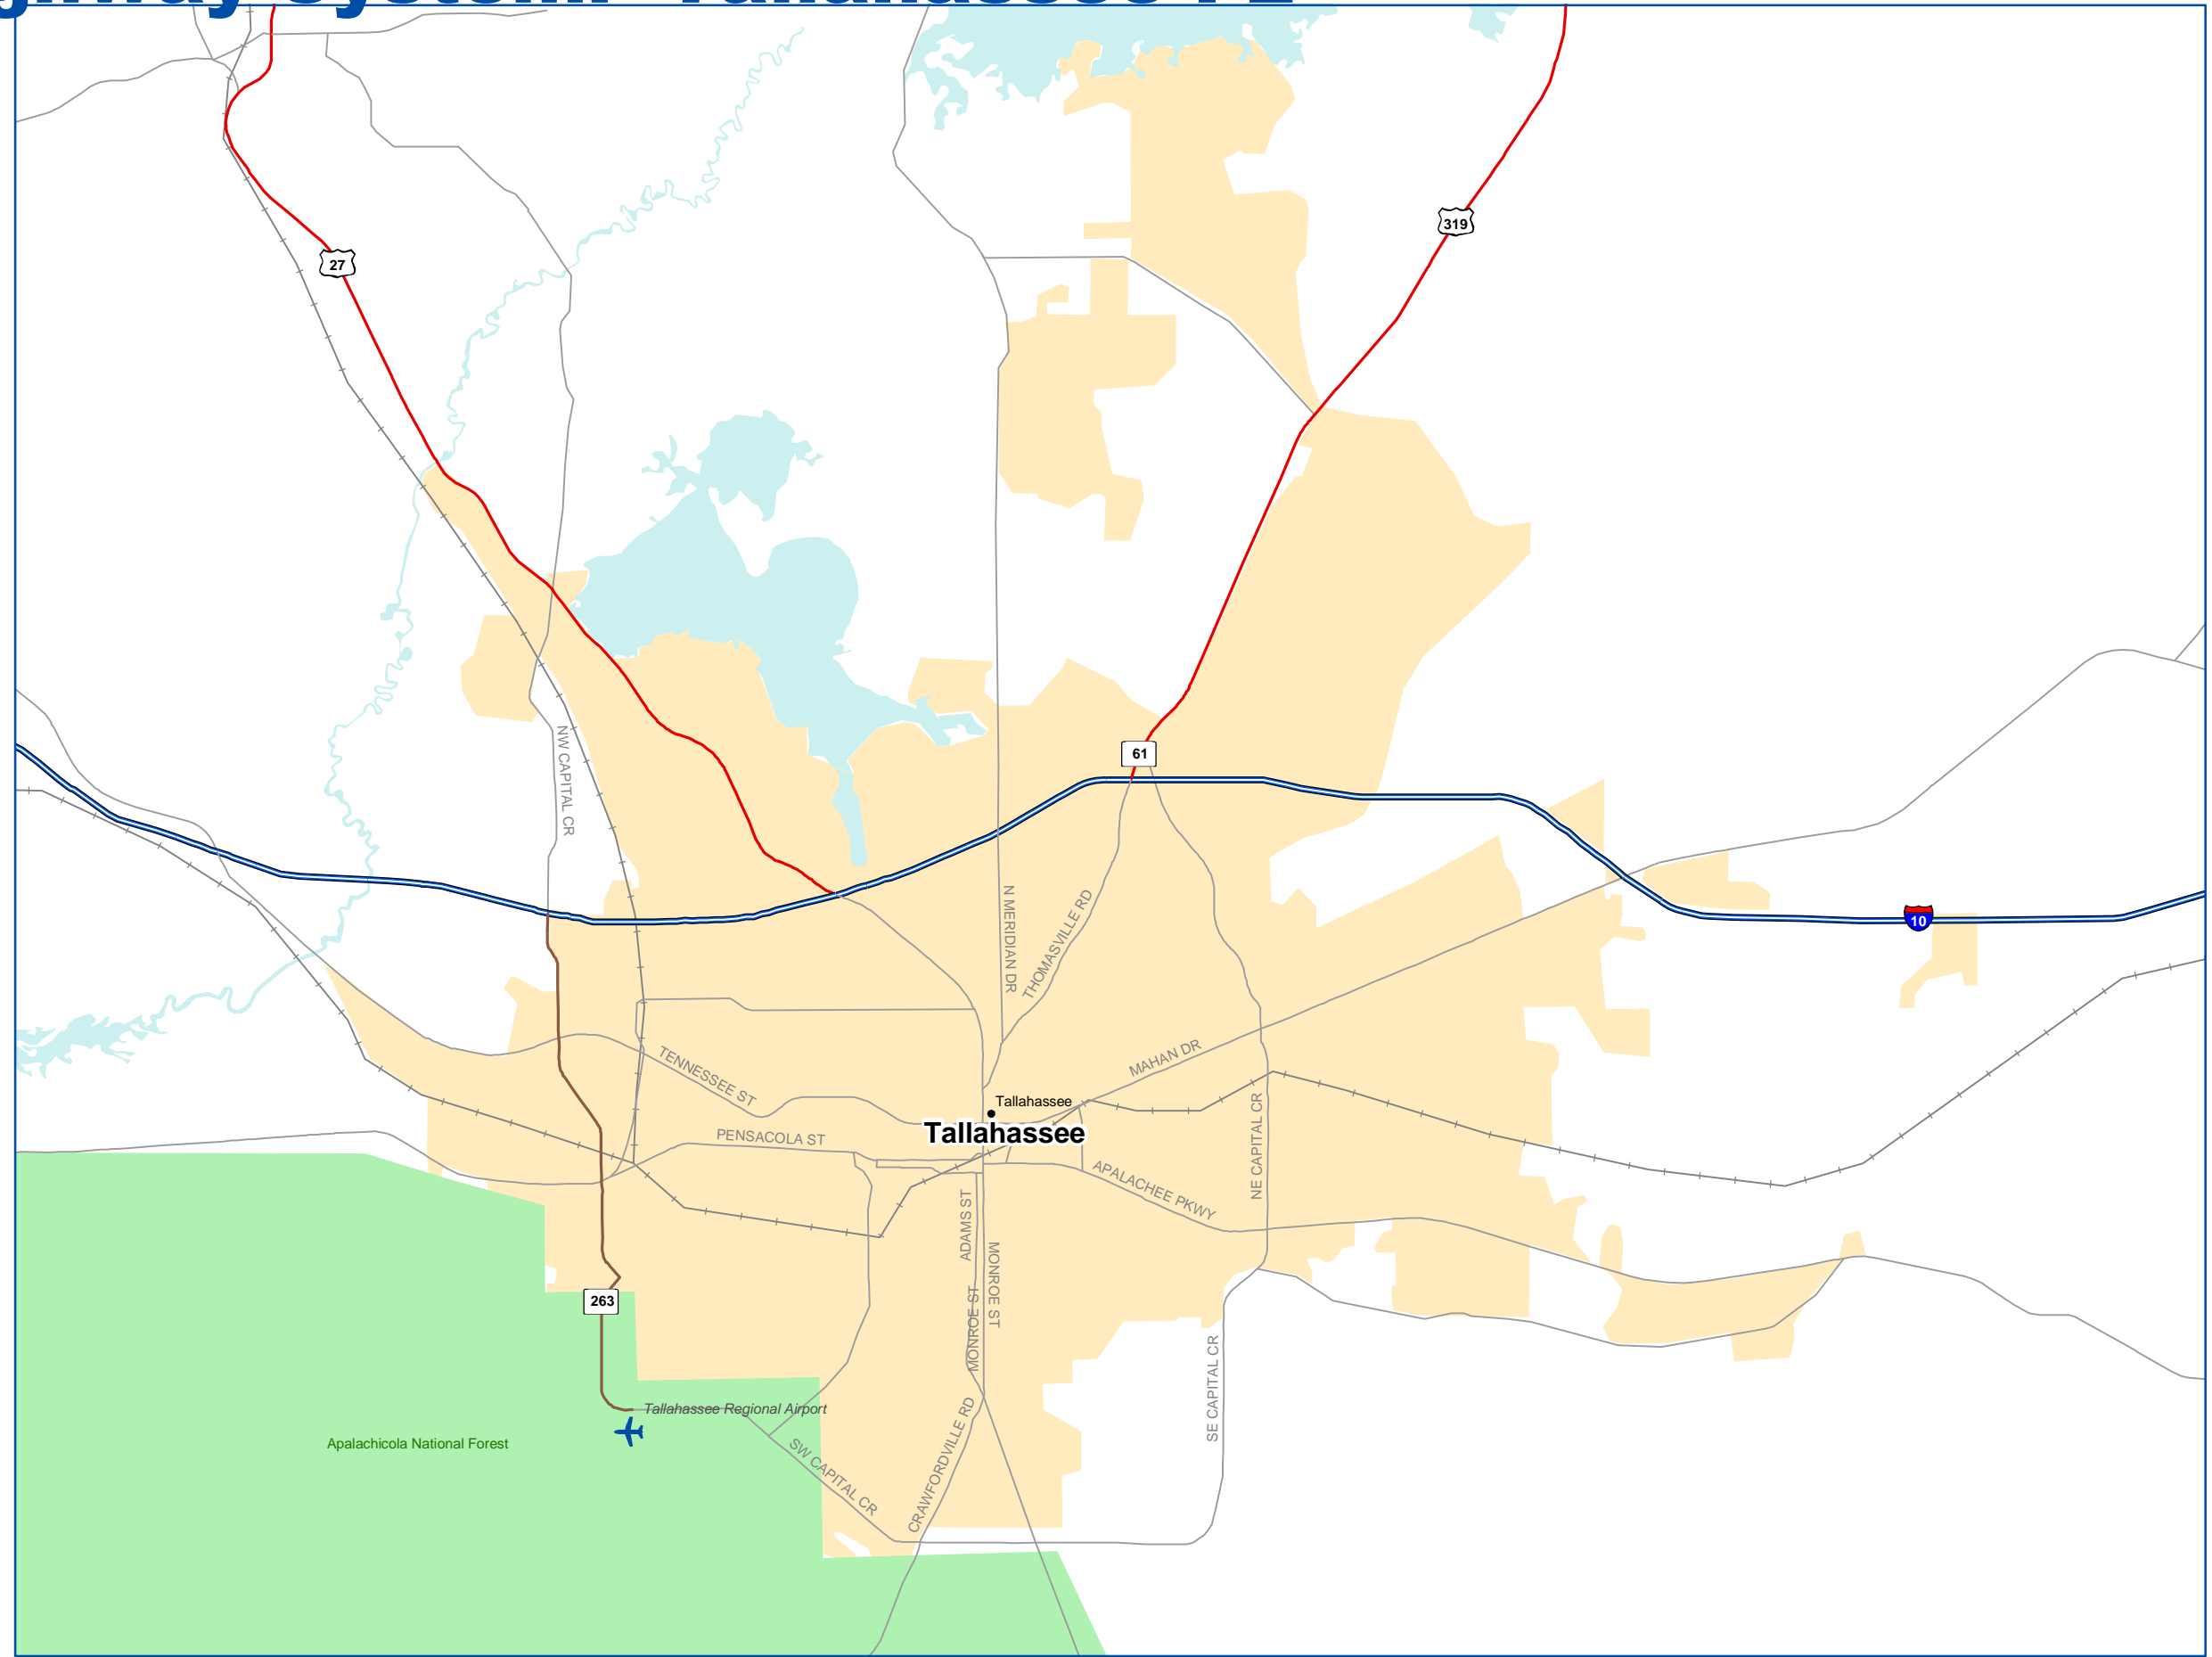 319
27
61
NW CAPITAL CR
N MERIDIAN DR
THOMASVILLE RD
10
TENNESSEE ST
MAHAN DR
Tallahassee
Tallahassee
PENSACOLA ST
NE CAPITAL CR
APALACHEE PKWY
ADAMS ST
MONROE ST
MONROE ST
263
SE CAPITAL CR
Tallahassee Regional Airport
Apalachicola National Forest
SW CAPITAL CR
CRAWFORDVILLE RD